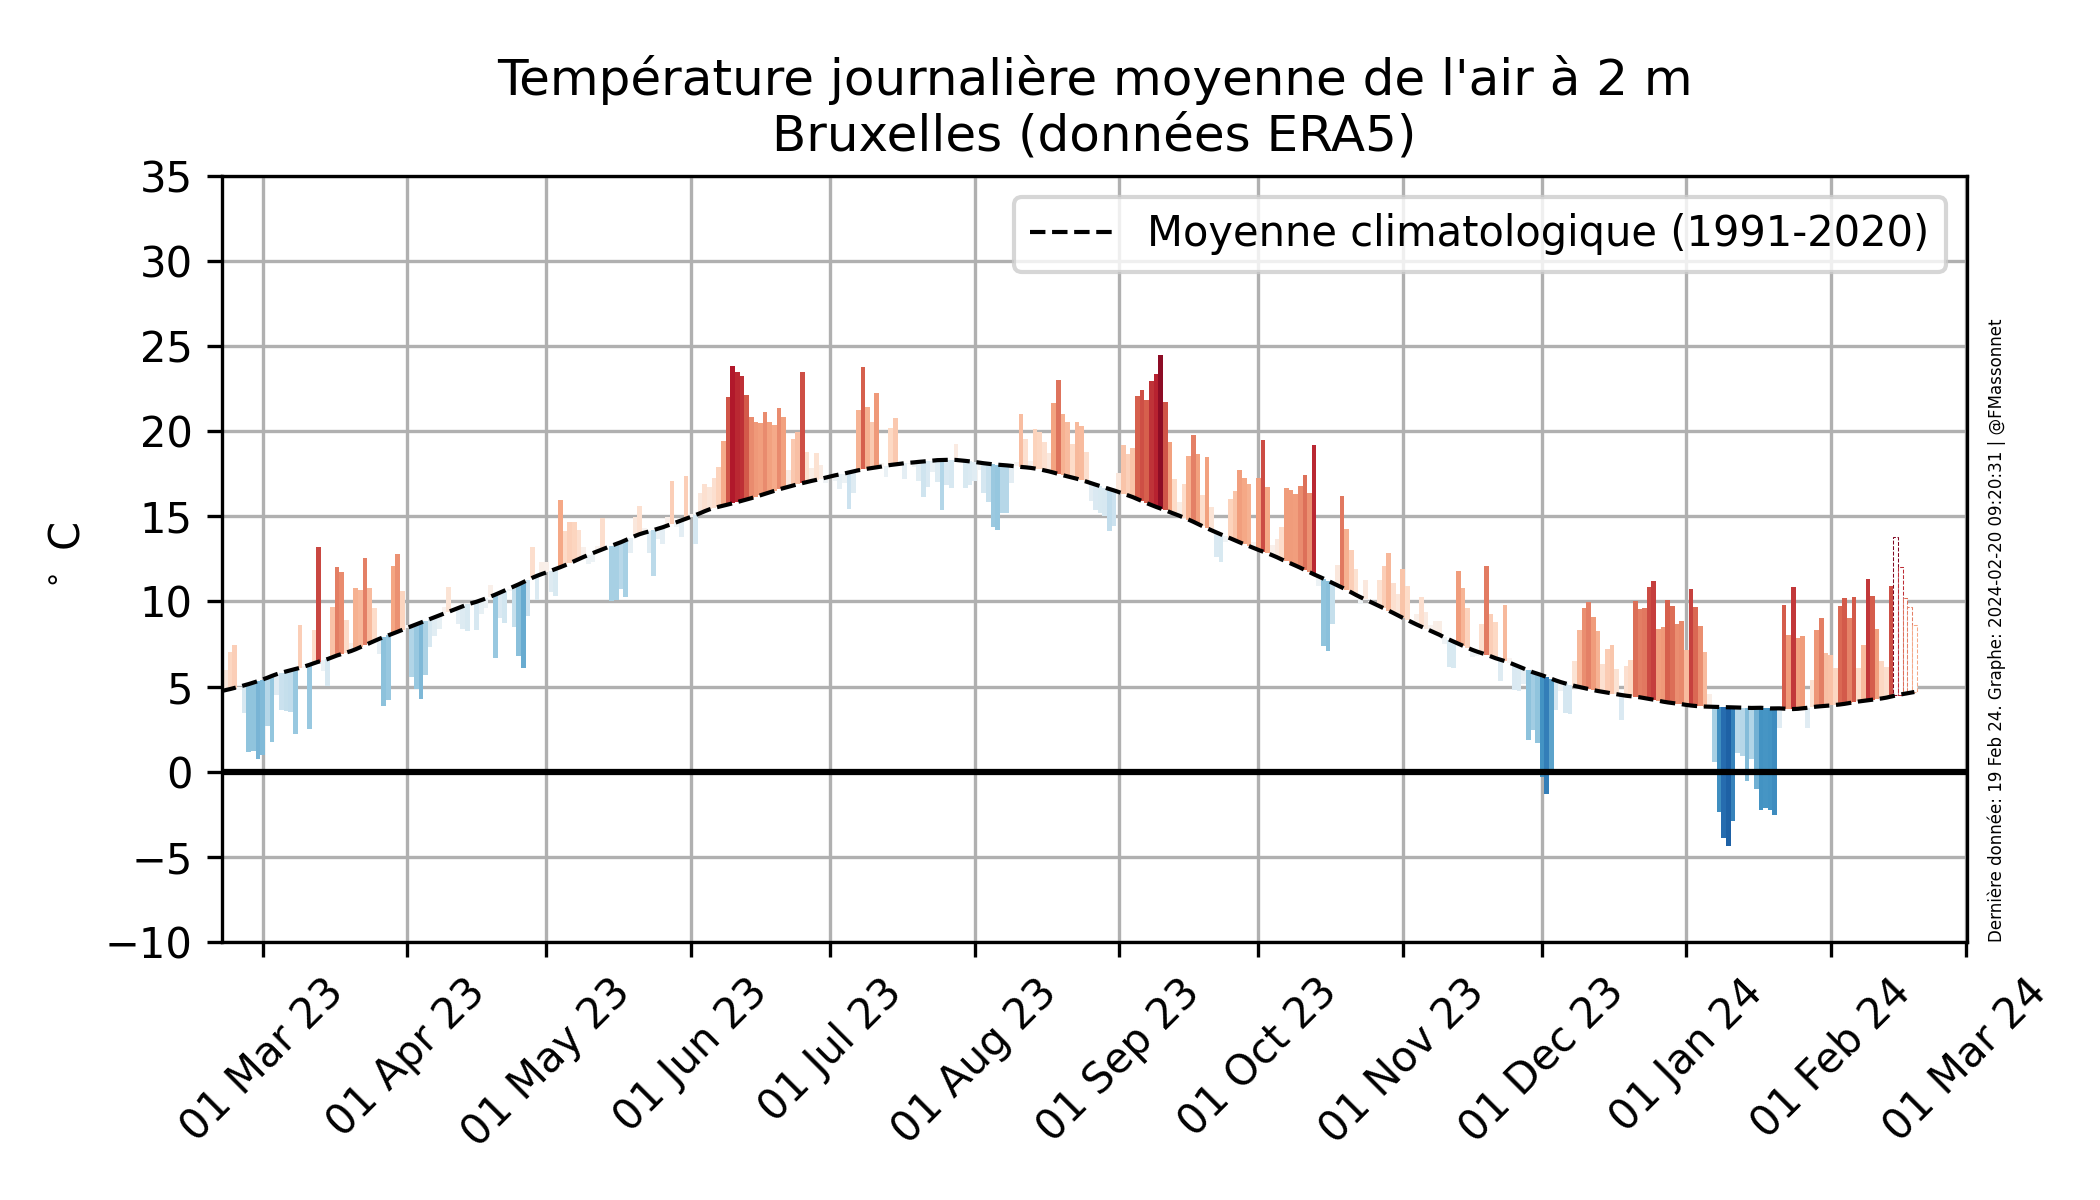 Température journalière moyenne de l'air à 2 m
Bruxelles (données ERA5)
35
30
25
20
15
10
5
0
−5
−10
° C
Moyenne climatologique (1991-2020)
01 Mar 23
01 Apr 23
01 May 23
01 Jun 23
01 Jul 23
01 Aug 23
01 Sep 23
01 Oct 23
01 Nov 23
01 Dec 23
01 Jan 24
01 Feb 24
01 Mar 24
Dernière donnée: 19 Feb 24. Graphe: 2024-02-20 09:20:31 | @FMassonnet